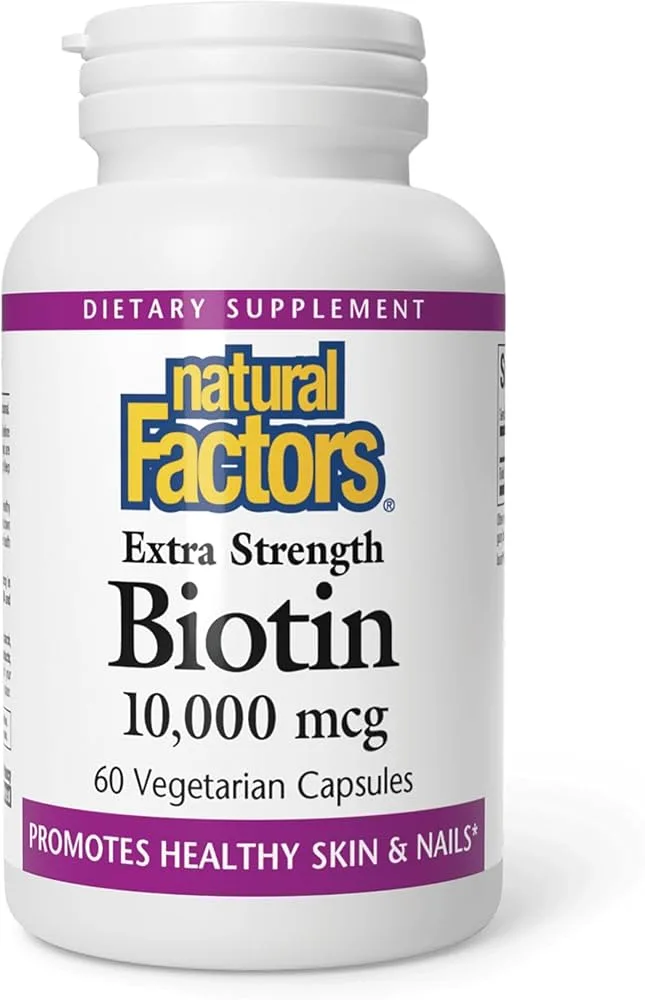 DIETARY SUPPLEMENT
natural
Factors®
Extra Strength
Biotin
10,000 mcg
60 Vegetarian Capsules
PROMOTES HEALTHY SKIN & NAILS*